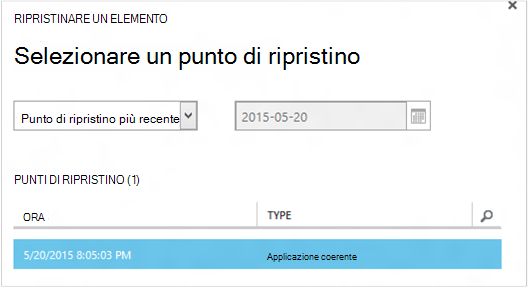 RIPRISTINARE UN ELEMENTO
Selezionare un punto di ripristino
Punto di ripristino più recente 2015-05-20
PUNTI DI RIPRISTINO (1)
ORA TYPE
5/20/2015 8:05:03 PM Applicazione coerente